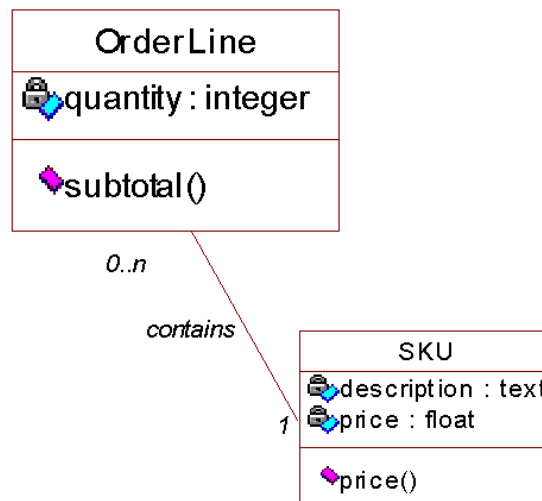 OrderLine
quantity : integer
subtotal()
0..n
contains
SKU
description : text
1
price : float
price()